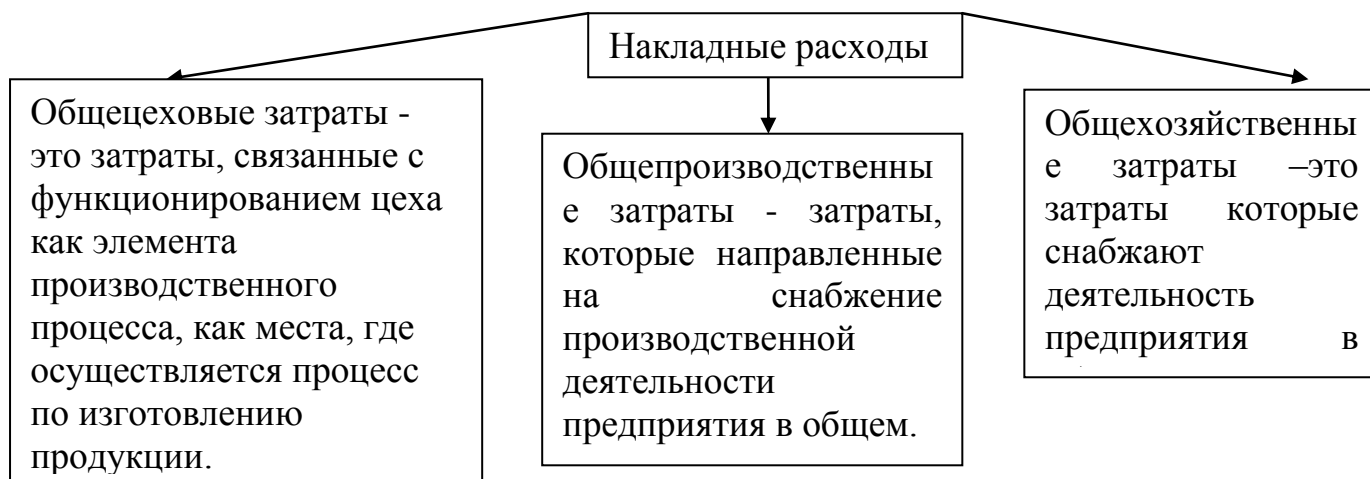 Накладные расходы
Общецеховые затраты -
это затраты, связанные с
функционированием цеха
как элемента
производственного
процесса, как места, где
осуществляется процесс
по изготовлению
продукции.
Общепроизводственны
е затраты - затраты,
которые направленные
на снабжение
производственной
деятельности
предприятия в общем.
Общехозяйственны
е затраты –это
затраты которые
снабжают
деятельность
предприятия в